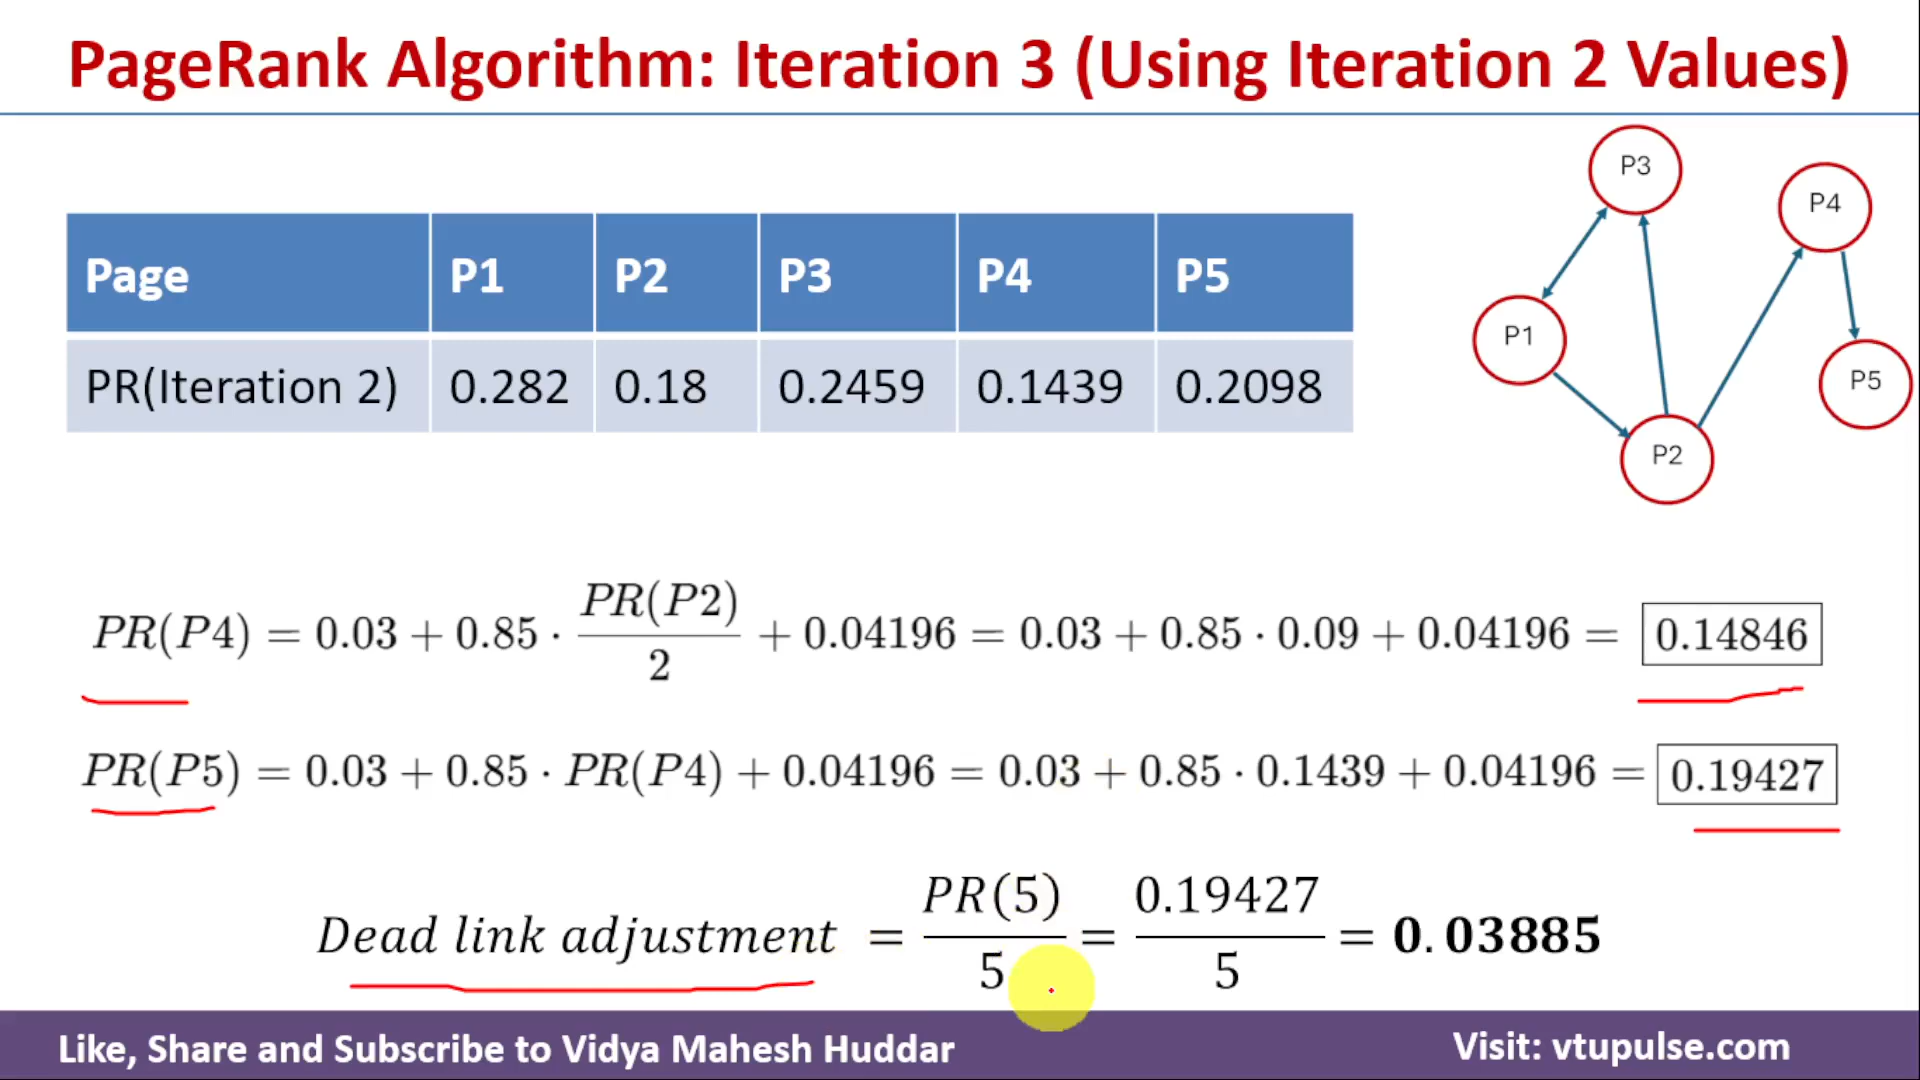 PageRank Algorithm: Iteration 3 (Using Iteration 2 Values)
Page P1 P2 P3 P4 P5
PR(Iteration 2) 0.282 0.18 0.2459 0.1439 0.2098
P3
P4
P1
P5
P2
PR(P4) = 0.03 + 0.85 · PR(P2)/2 + 0.04196 = 0.03 + 0.85 · 0.09 + 0.04196 = 0.14846
PR(P5) = 0.03 + 0.85 · PR(P4) + 0.04196 = 0.03 + 0.85 · 0.1439 + 0.04196 = 0.19427
Dead link adjustment = PR(5)/5 = 0.19427/5 = 0.03885
Like, Share and Subscribe to Vidya Mahesh Huddar
Visit: vtupulse.com